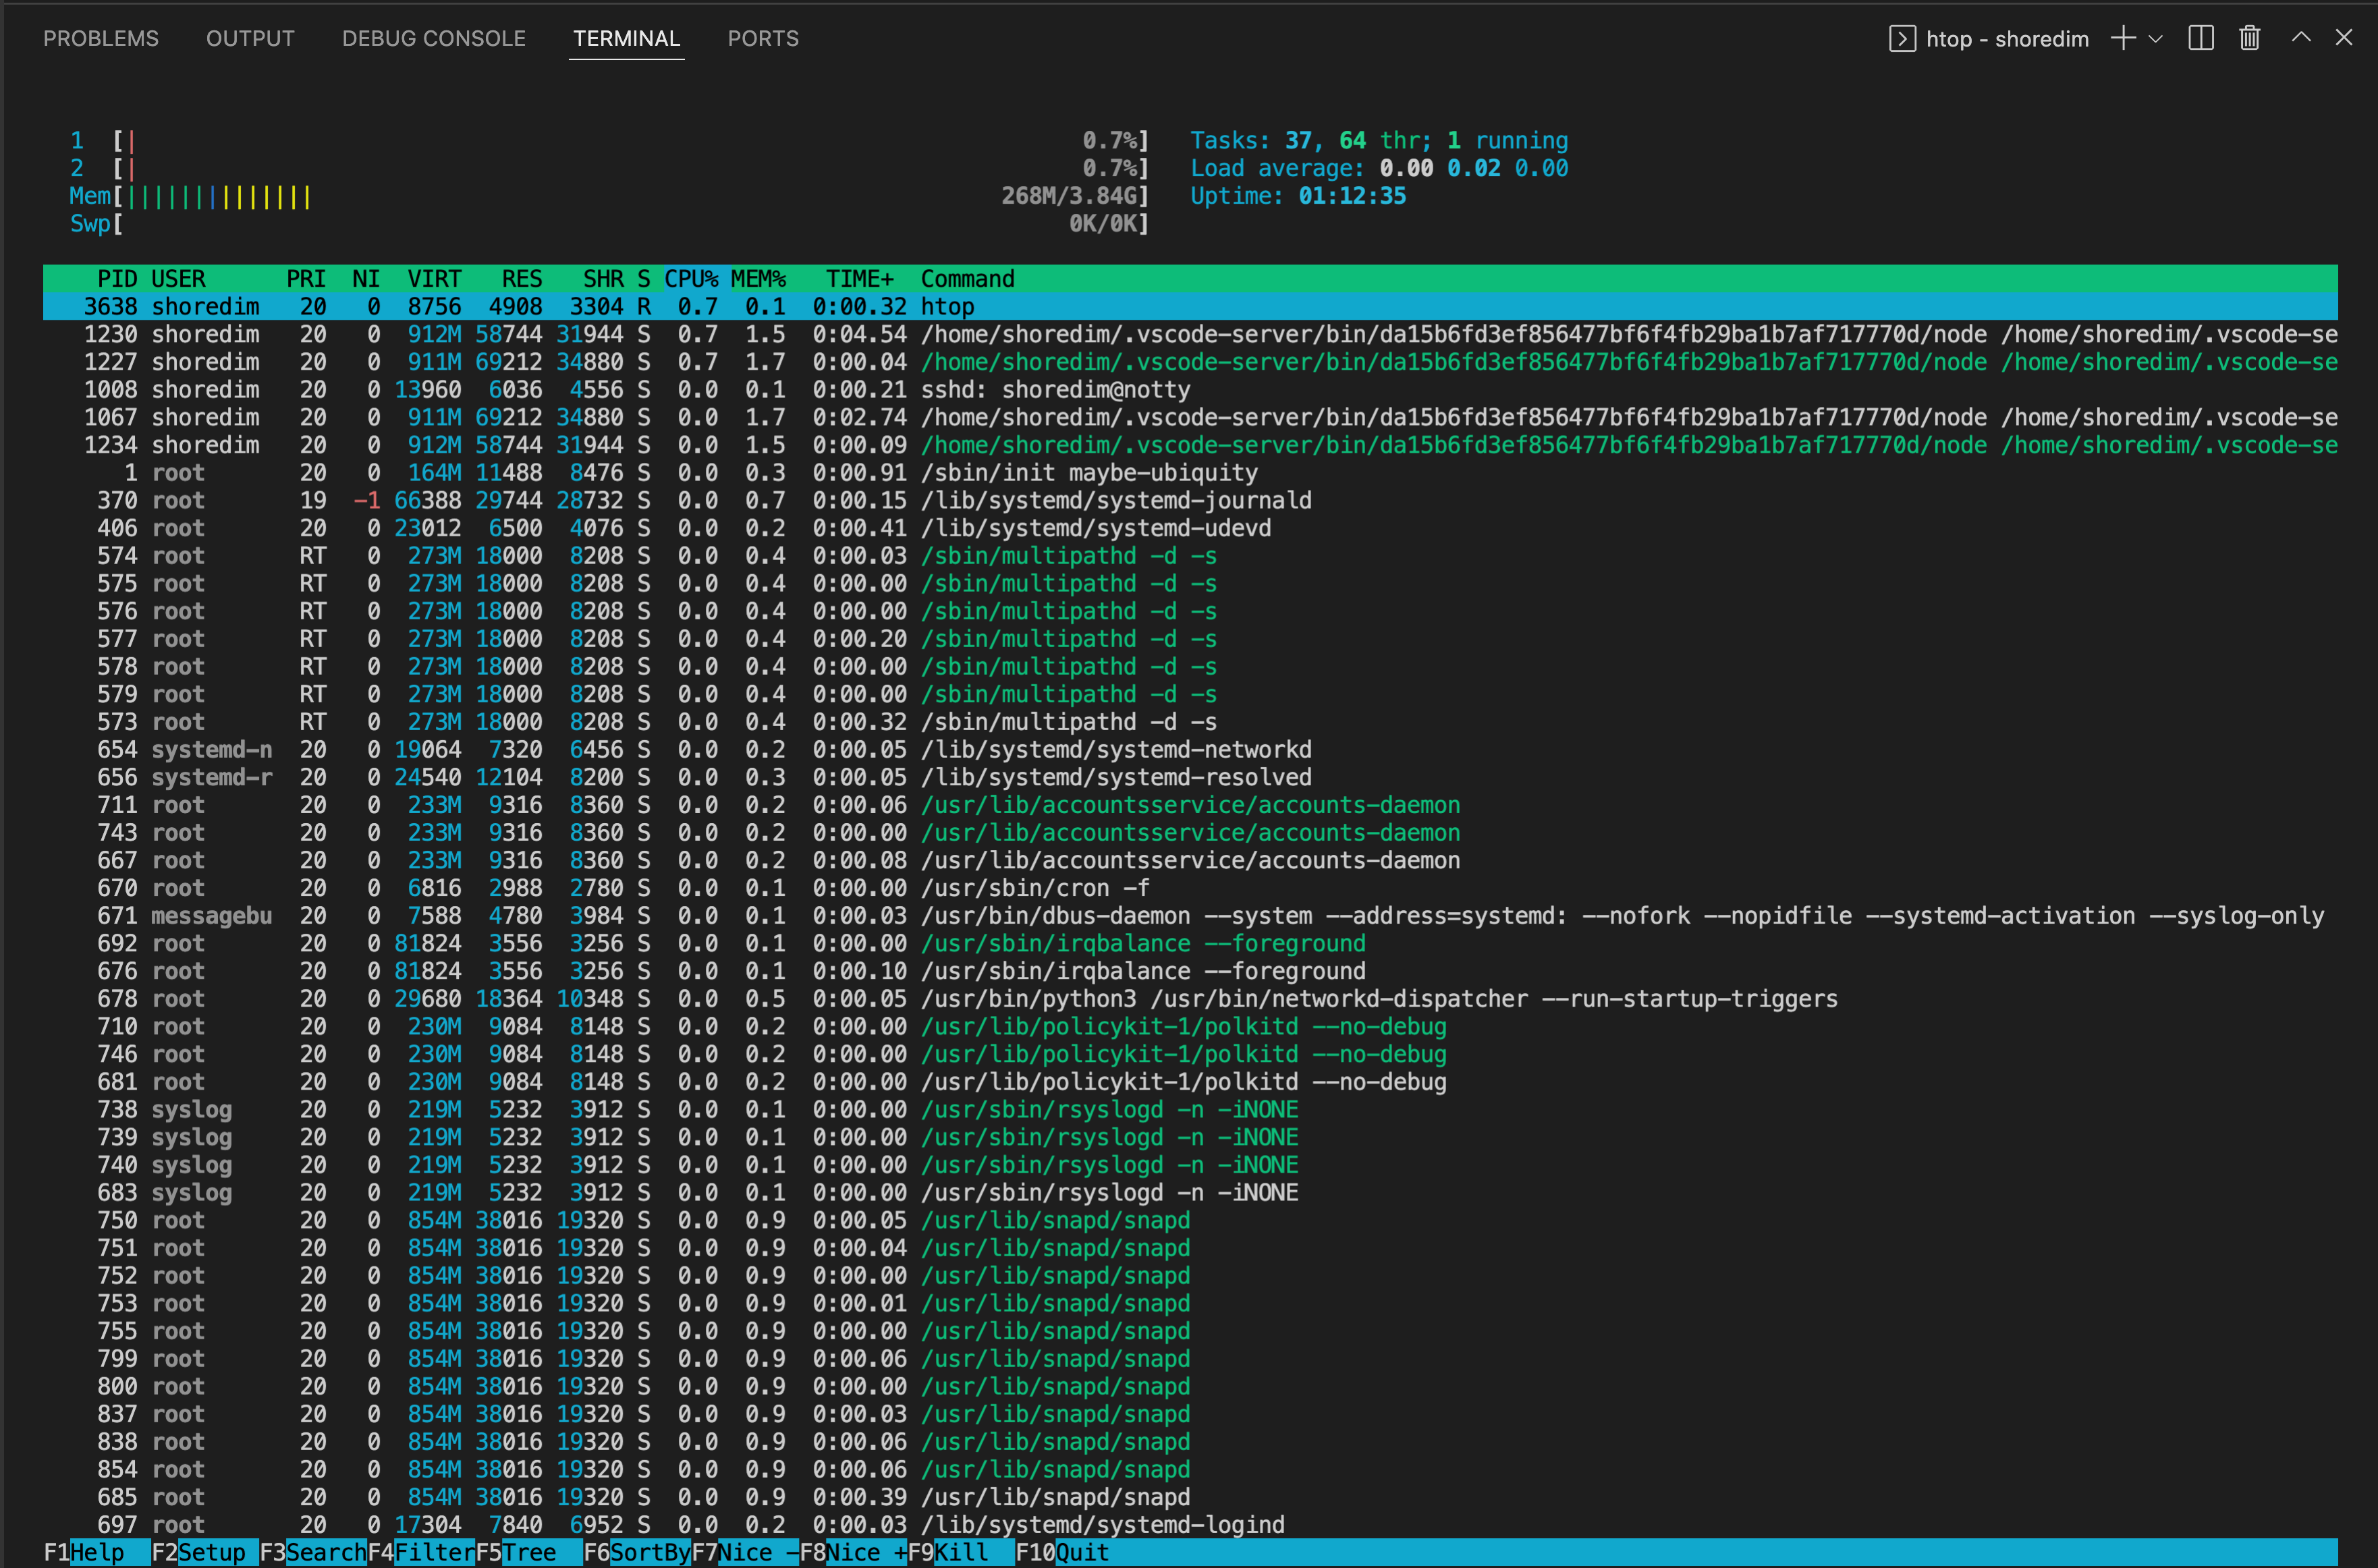 PROBLEMS OUTPUT DEBUG CONSOLE TERMINAL PORTS htop - shoredim
1 [| 0.7%] Tasks: 37, 64 thr; 1 running
2 [| 0.7%] Load average: 0.00 0.02 0.00
Mem[|||||||||||||| 268M/3.84G] Uptime: 01:12:35
Swp[ 0K/0K]
PID USER PRI NI VIRT RES SHR S CPU% MEM% TIME+ Command
3638 shoredim 20 0 8756 4908 3304 R 0.7 0.1 0:00.32 htop
1230 shoredim 20 0 912M 58744 31944 S 0.7 1.5 0:04.54 /home/shoredim/.vscode-server/bin/da15b6fd3ef856477bf6f4fb29ba1b7af717770d/node /home/shoredim/.vscode-se
1227 shoredim 20 0 911M 69212 34880 S 0.7 1.7 0:00.04 /home/shoredim/.vscode-server/bin/da15b6fd3ef856477bf6f4fb29ba1b7af717770d/node /home/shoredim/.vscode-se
1008 shoredim 20 0 13960 6036 4556 S 0.0 0.1 0:00.21 sshd: shoredim@notty
1067 shoredim 20 0 911M 69212 34880 S 0.0 1.7 0:02.74 /home/shoredim/.vscode-server/bin/da15b6fd3ef856477bf6f4fb29ba1b7af717770d/node /home/shoredim/.vscode-se
1234 shoredim 20 0 912M 58744 31944 S 0.0 1.5 0:00.09 /home/shoredim/.vscode-server/bin/da15b6fd3ef856477bf6f4fb29ba1b7af717770d/node /home/shoredim/.vscode-se
1 root 20 0 164M 11488 8476 S 0.0 0.3 0:00.91 /sbin/init maybe-ubiquity
370 root 19 -1 66388 29744 28732 S 0.0 0.7 0:00.15 /lib/systemd/systemd-journald
406 root 20 0 23012 6500 4076 S 0.0 0.2 0:00.41 /lib/systemd/systemd-udevd
574 root RT 0 273M 18000 8208 S 0.0 0.4 0:00.03 /sbin/multipathd -d -s
575 root RT 0 273M 18000 8208 S 0.0 0.4 0:00.00 /sbin/multipathd -d -s
576 root RT 0 273M 18000 8208 S 0.0 0.4 0:00.00 /sbin/multipathd -d -s
577 root RT 0 273M 18000 8208 S 0.0 0.4 0:00.20 /sbin/multipathd -d -s
578 root RT 0 273M 18000 8208 S 0.0 0.4 0:00.00 /sbin/multipathd -d -s
579 root RT 0 273M 18000 8208 S 0.0 0.4 0:00.00 /sbin/multipathd -d -s
573 root RT 0 273M 18000 8208 S 0.0 0.4 0:00.32 /sbin/multipathd -d -s
654 systemd-n 20 0 19064 7320 6456 S 0.0 0.2 0:00.05 /lib/systemd/systemd-networkd
656 systemd-r 20 0 24540 12104 8200 S 0.0 0.3 0:00.05 /lib/systemd/systemd-resolved
711 root 20 0 233M 9316 8360 S 0.0 0.2 0:00.06 /usr/lib/accountsservice/accounts-daemon
743 root 20 0 233M 9316 8360 S 0.0 0.2 0:00.00 /usr/lib/accountsservice/accounts-daemon
667 root 20 0 233M 9316 8360 S 0.0 0.2 0:00.08 /usr/lib/accountsservice/accounts-daemon
670 root 20 0 6816 2988 2780 S 0.0 0.1 0:00.00 /usr/sbin/cron -f
671 messagebu 20 0 7588 4780 3984 S 0.0 0.1 0:00.03 /usr/bin/dbus-daemon --system --address=systemd: --nofork --nopidfile --systemd-activation --syslog-only
692 root 20 0 81824 3556 3256 S 0.0 0.1 0:00.00 /usr/sbin/irqbalance --foreground
676 root 20 0 81824 3556 3256 S 0.0 0.1 0:00.10 /usr/sbin/irqbalance --foreground
678 root 20 0 29680 18364 10348 S 0.0 0.5 0:00.05 /usr/bin/python3 /usr/bin/networkd-dispatcher --run-startup-triggers
710 root 20 0 230M 9084 8148 S 0.0 0.2 0:00.00 /usr/lib/policykit-1/polkitd --no-debug
746 root 20 0 230M 9084 8148 S 0.0 0.2 0:00.00 /usr/lib/policykit-1/polkitd --no-debug
681 root 20 0 230M 9084 8148 S 0.0 0.2 0:00.00 /usr/lib/policykit-1/polkitd --no-debug
738 syslog 20 0 219M 5232 3912 S 0.0 0.1 0:00.00 /usr/sbin/rsyslogd -n -iNONE
739 syslog 20 0 219M 5232 3912 S 0.0 0.1 0:00.00 /usr/sbin/rsyslogd -n -iNONE
740 syslog 20 0 219M 5232 3912 S 0.0 0.1 0:00.00 /usr/sbin/rsyslogd -n -iNONE
683 syslog 20 0 219M 5232 3912 S 0.0 0.1 0:00.00 /usr/sbin/rsyslogd -n -iNONE
750 root 20 0 854M 38016 19320 S 0.0 0.9 0:00.05 /usr/lib/snapd/snapd
751 root 20 0 854M 38016 19320 S 0.0 0.9 0:00.04 /usr/lib/snapd/snapd
752 root 20 0 854M 38016 19320 S 0.0 0.9 0:00.00 /usr/lib/snapd/snapd
753 root 20 0 854M 38016 19320 S 0.0 0.9 0:00.01 /usr/lib/snapd/snapd
755 root 20 0 854M 38016 19320 S 0.0 0.9 0:00.00 /usr/lib/snapd/snapd
799 root 20 0 854M 38016 19320 S 0.0 0.9 0:00.06 /usr/lib/snapd/snapd
800 root 20 0 854M 38016 19320 S 0.0 0.9 0:00.00 /usr/lib/snapd/snapd
837 root 20 0 854M 38016 19320 S 0.0 0.9 0:00.03 /usr/lib/snapd/snapd
838 root 20 0 854M 38016 19320 S 0.0 0.9 0:00.06 /usr/lib/snapd/snapd
854 root 20 0 854M 38016 19320 S 0.0 0.9 0:00.06 /usr/lib/snapd/snapd
685 root 20 0 854M 38016 19320 S 0.0 0.9 0:00.39 /usr/lib/snapd/snapd
697 root 20 0 17304 7840 6952 S 0.0 0.2 0:00.03 /lib/systemd/systemd-logind
F1Help F2Setup F3SearchF4FilterF5Tree F6SortByF7Nice -F8Nice +F9Kill F10Quit